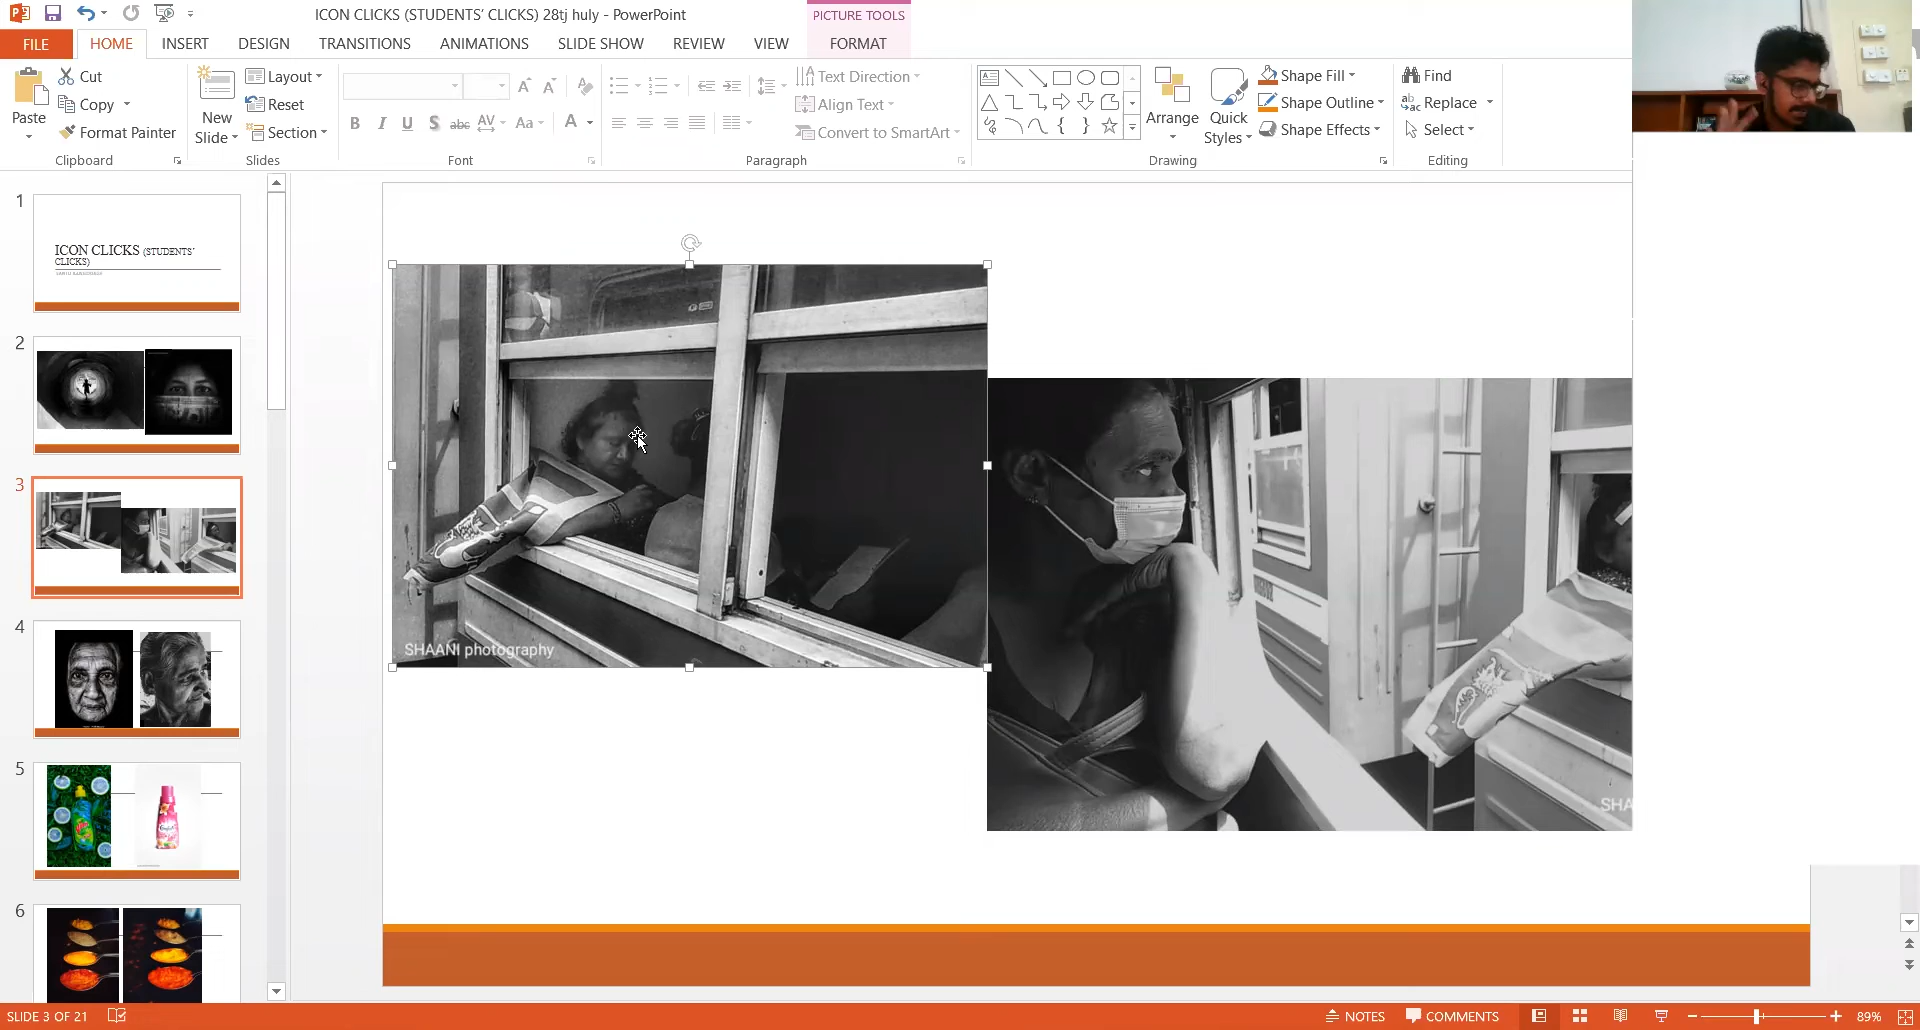 ICON CLICKS (STUDENTS' CLICKS) 28tj huly - PowerPoint
PICTURE TOOLS
FILE
HOME
INSERT
DESIGN
TRANSITIONS
ANIMATIONS
SLIDE SHOW
REVIEW
VIEW
FORMAT
Paste
Cut
Copy
Format Painter
Clipboard
New
Slide
Layout
Reset
Section
Slides
B I U S abc AV Aa A
Font
Text Direction
Align Text
Convert to SmartArt
Paragraph
Arrange
Quick
Styles
Shape Fill
Shape Outline
Shape Effects
Drawing
Find
Replace
Select
Editing
1
ICON CLICKS (STUDENTS'
CLICKS)
2
3
4
5
6
SHAANI photography
SHA
SLIDE 3 OF 21
NOTES
COMMENTS
89%